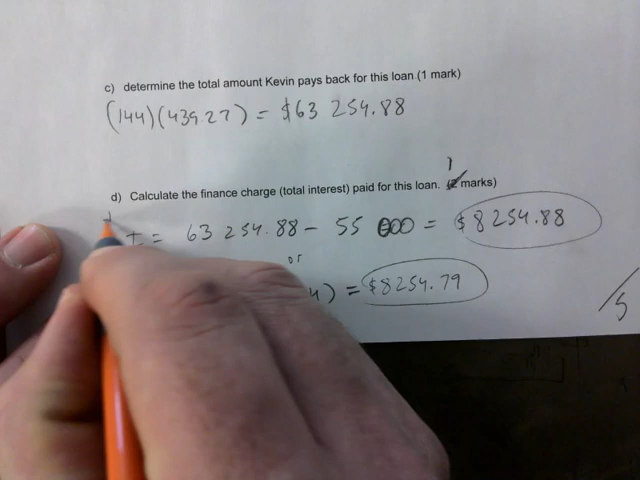 c) determine the total amount Kevin pays back for this loan.(1 mark)
(144)(439.27) = $63 254.88
1
d) Calculate the finance charge (total interest) paid for this loan. (2 marks)
I = 63 254.88 - 55 000 = $8254.88
or
) = $8254.79
/5